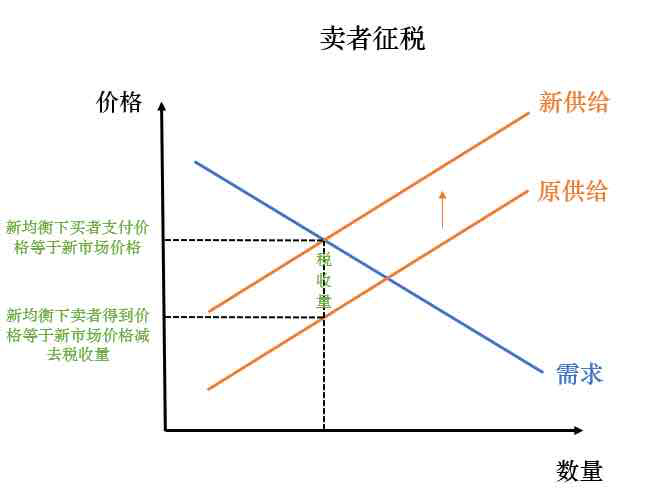 卖者征税
价格
新供给
原供给
新均衡下买者支付价
格等于新市场价格
税
收
量
新均衡下卖者得到价
格等于新市场价格减
去税收量
需求
数量